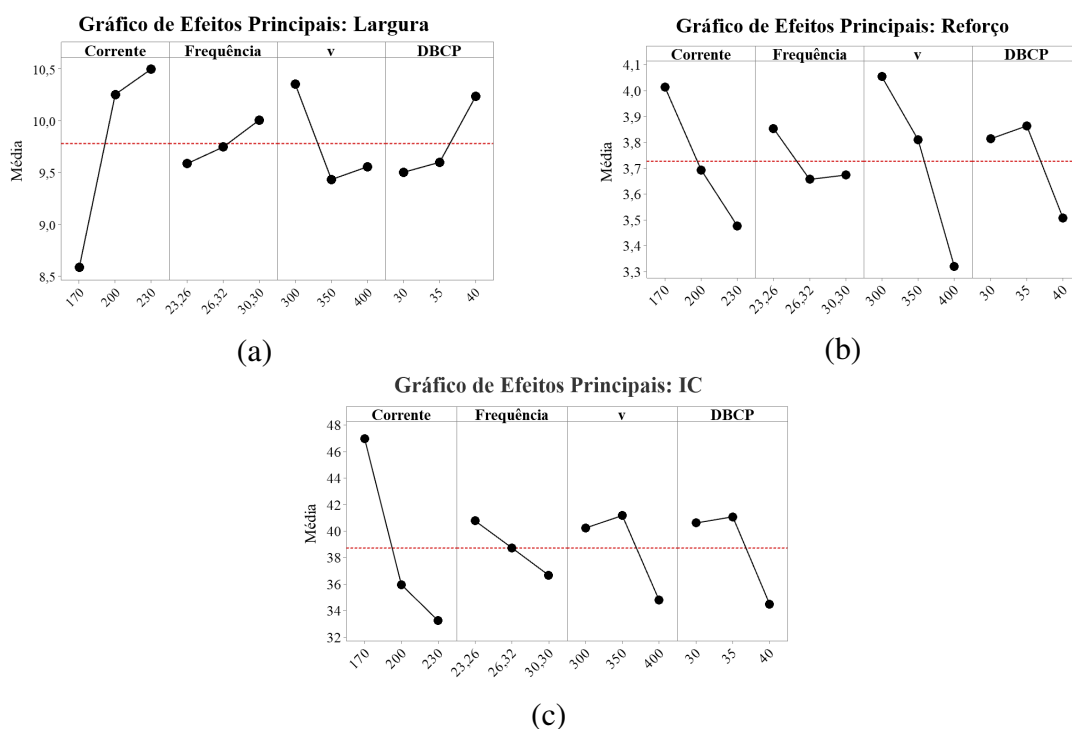 Gráfico de Efeitos Principais: Largura
Corrente Frequência v DBCP
10,5
10,0
9,5
9,0
8,5
Média
170 200 230 23,26 26,32 30,30 300 350 400 30 35 40
(a)
Gráfico de Efeitos Principais: Reforço
Corrente Frequência v DBCP
4,1
4,0
3,9
3,8
3,7
3,6
3,5
3,4
3,3
Média
170 200 230 23,26 26,32 30,30 300 350 400 30 35 40
(b)
Gráfico de Efeitos Principais: IC
Corrente Frequência v DBCP
48
46
44
42
40
38
36
34
32
Média
170 200 230 23,26 26,32 30,30 300 350 400 30 35 40
(c)